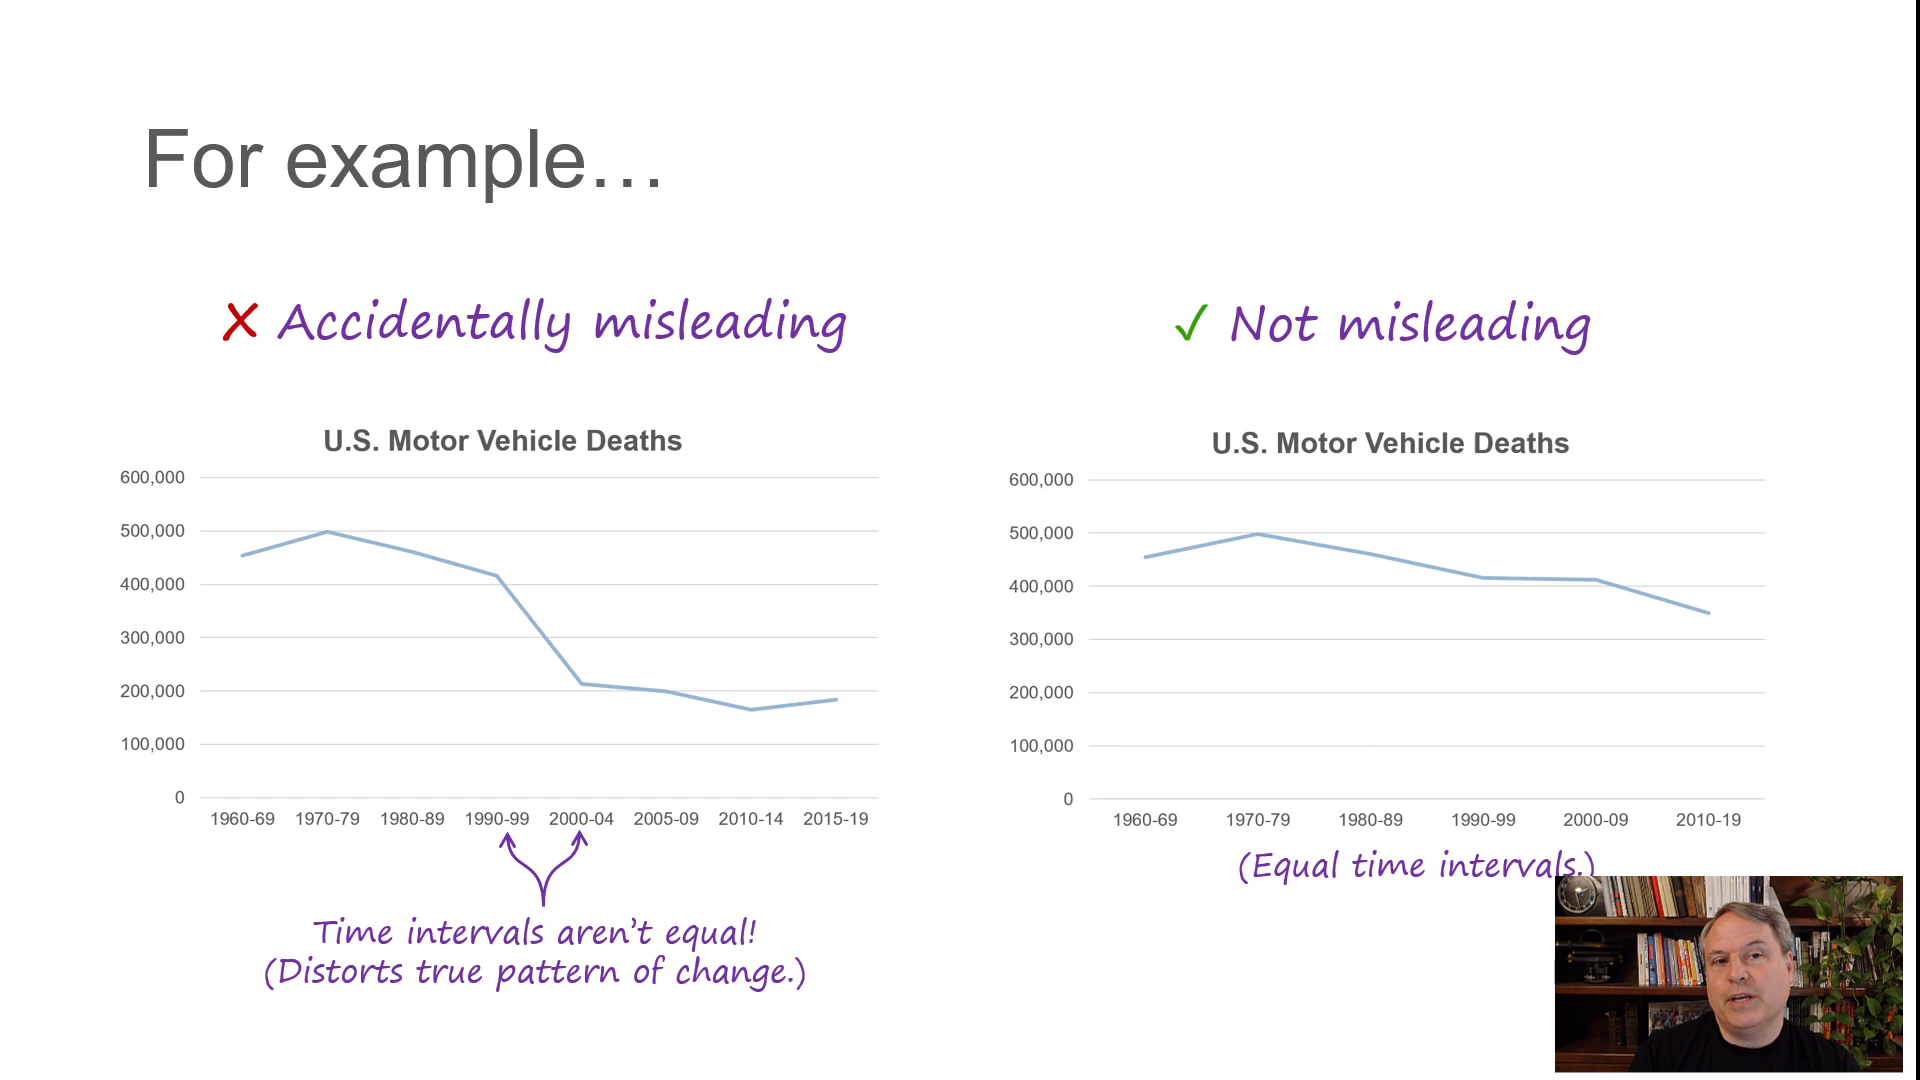 For example…
✗ Accidentally misleading
U.S. Motor Vehicle Deaths
600,000
500,000
400,000
300,000
200,000
100,000
0
1960-69 1970-79 1980-89 1990-99 2000-04 2005-09 2010-14 2015-19
Time intervals aren’t equal!
(Distorts true pattern of change.)
✓ Not misleading
U.S. Motor Vehicle Deaths
600,000
500,000
400,000
300,000
200,000
100,000
0
1960-69 1970-79 1980-89 1990-99 2000-09 2010-19
(Equal time intervals.)